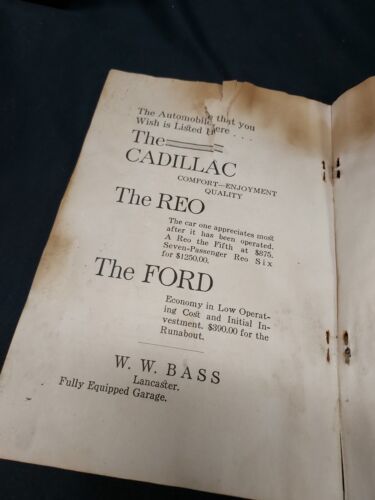 The Automobile that you
Wish is Listed Here . . .
The
CADILLAC
COMFORT—ENJOYMENT
QUALITY
The REO
The car one appreciates most
after it has been operated.
A Reo the Fifth at $875.
Seven-Passenger Reo Six
for $1250.00.
The FORD
Economy in Low Operat-
ing Cost and Initial In-
vestment. $390.00 for the
Runabout.
W. W. BASS
Lancaster.
Fully Equipped Garage.